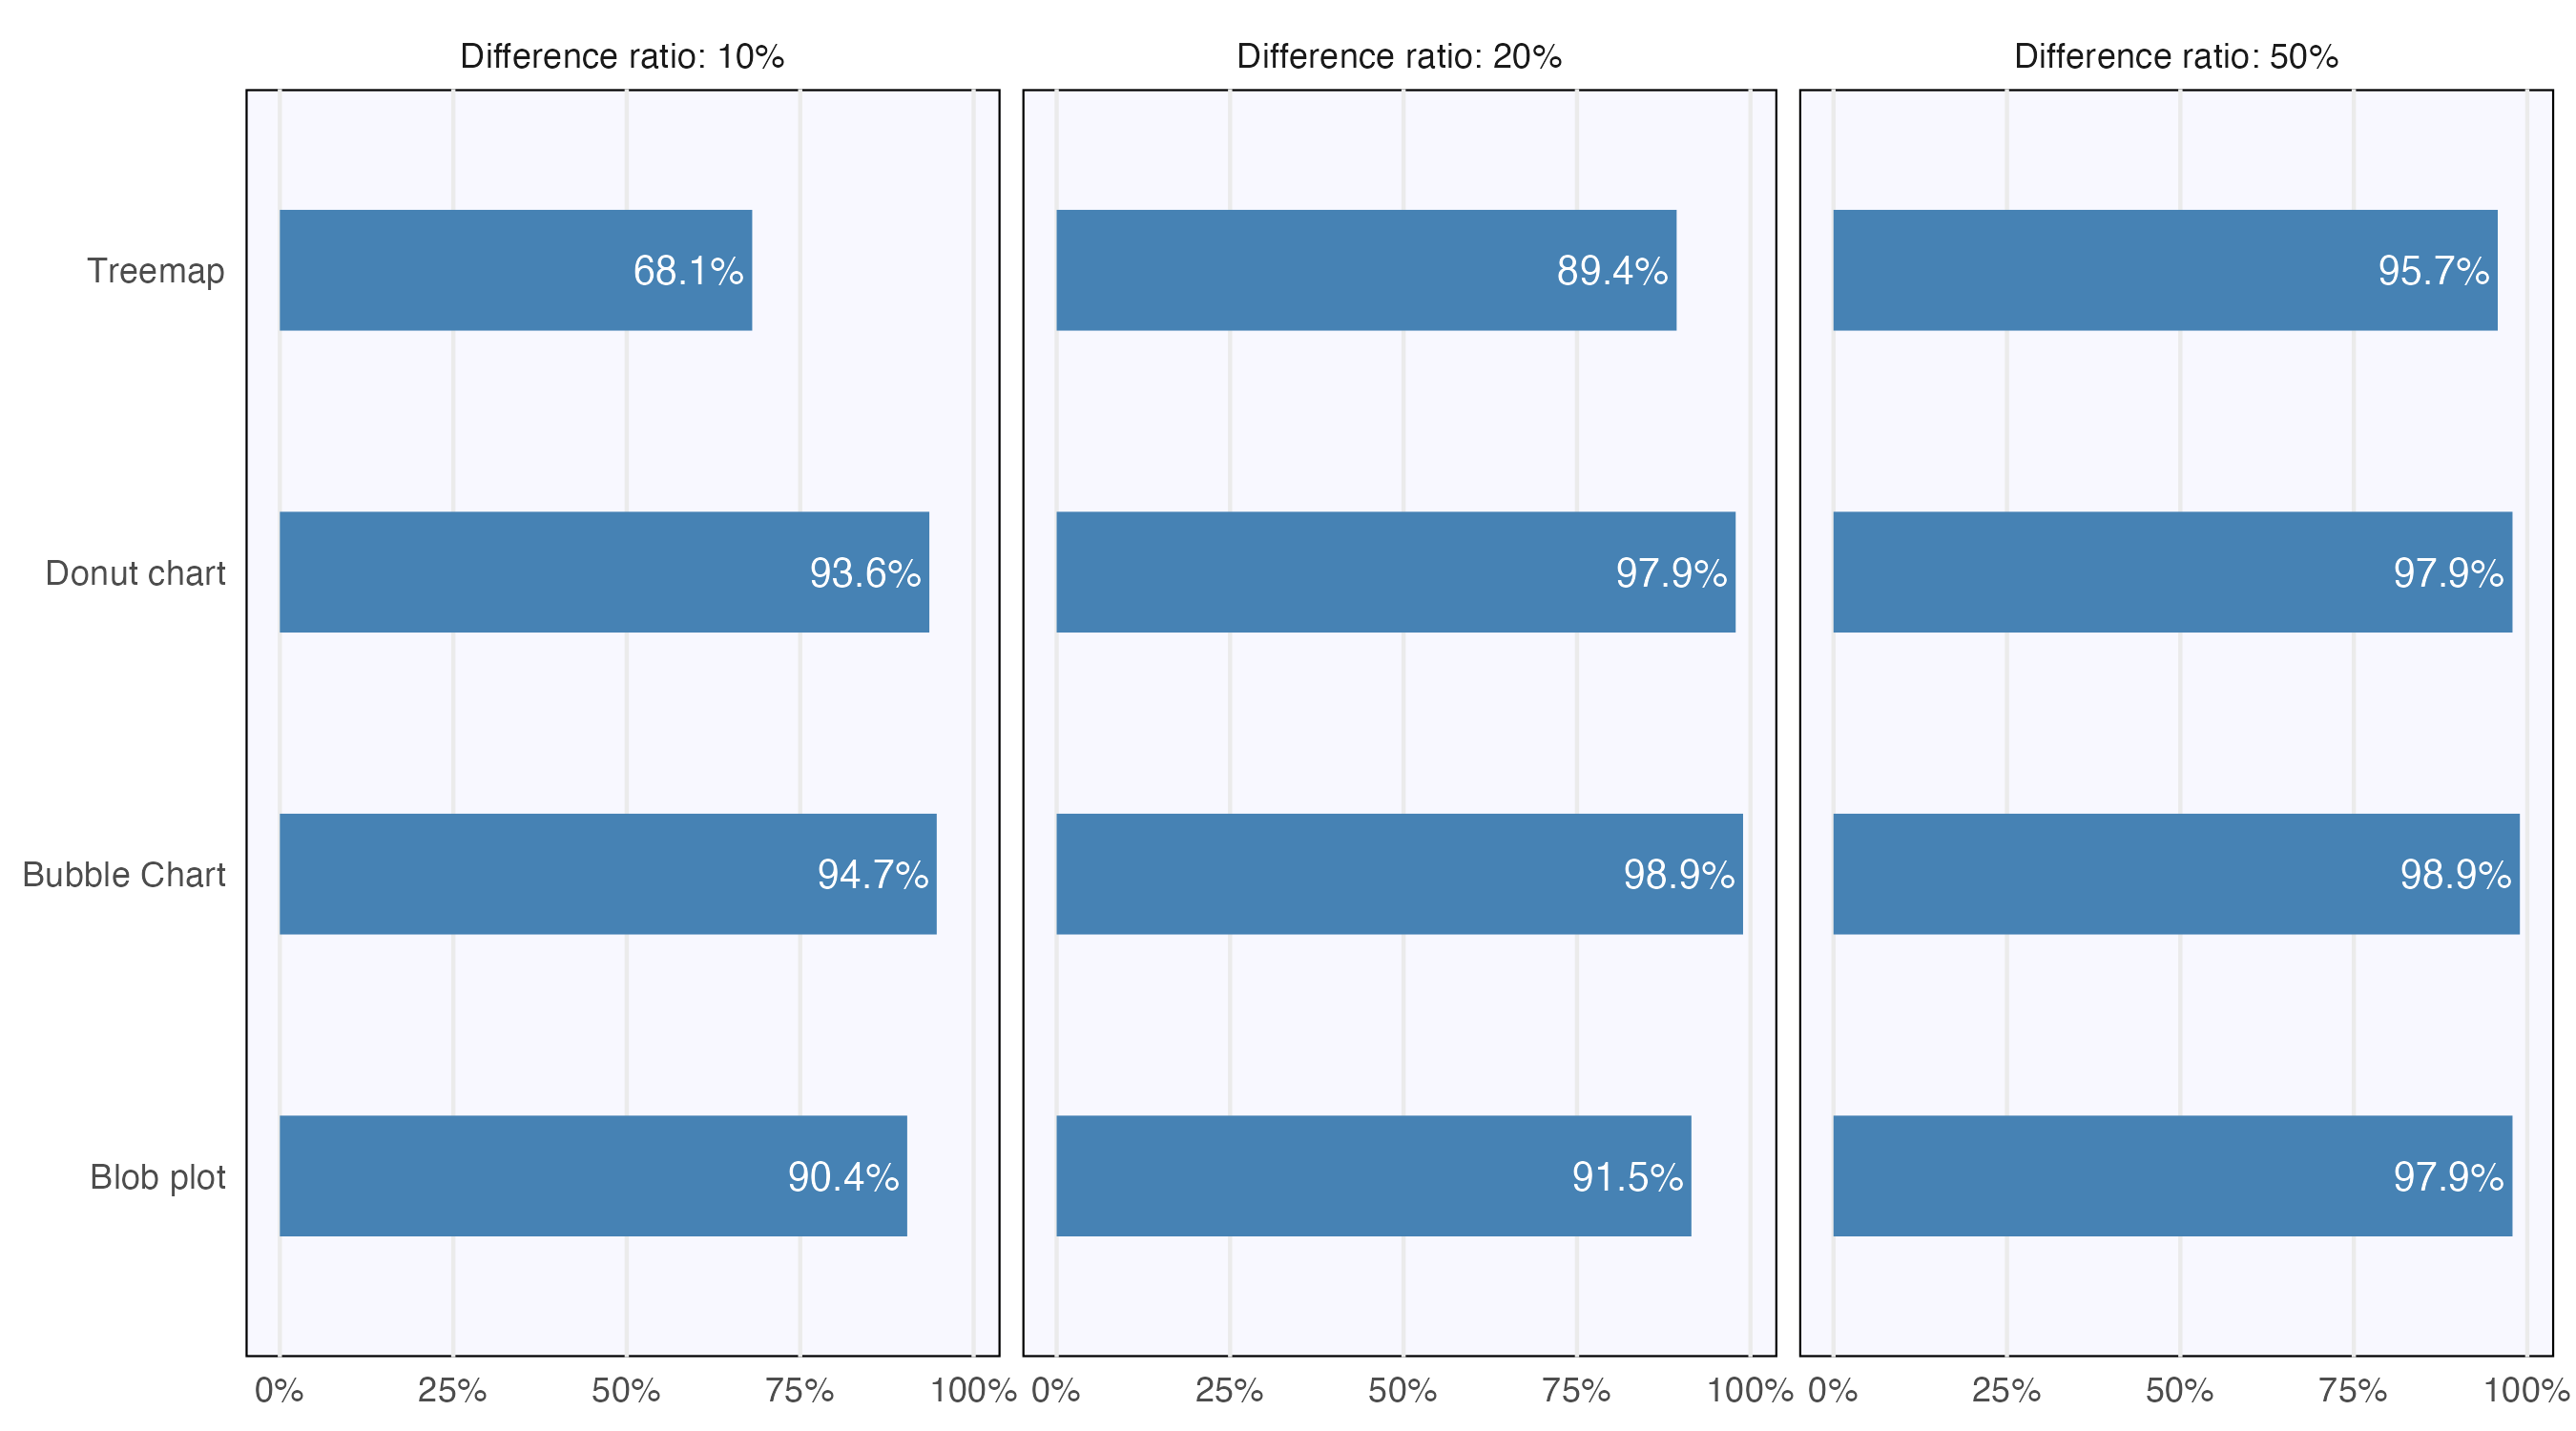 Difference ratio: 10% Difference ratio: 20% Difference ratio: 50%
Treemap 68.1% 89.4% 95.7%
Donut chart 93.6% 97.9% 97.9%
Bubble Chart 94.7% 98.9% 98.9%
Blob plot 90.4% 91.5% 97.9%
0% 25% 50% 75% 100% 0% 25% 50% 75% 100% 0% 25% 50% 75% 100%